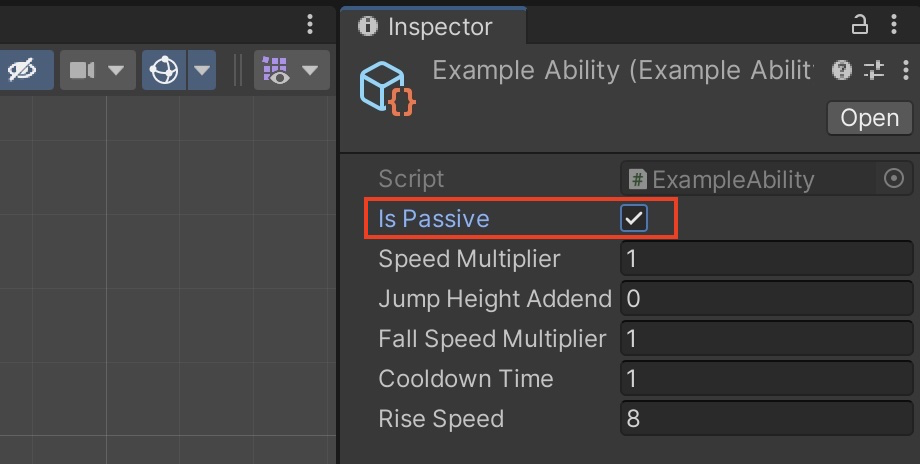 Inspector
Example Ability (Example Abilit
Open
Script
# ExampleAbility
Is Passive
Speed Multiplier 1
Jump Height Addend 0
Fall Speed Multiplier 1
Cooldown Time 1
Rise Speed 8